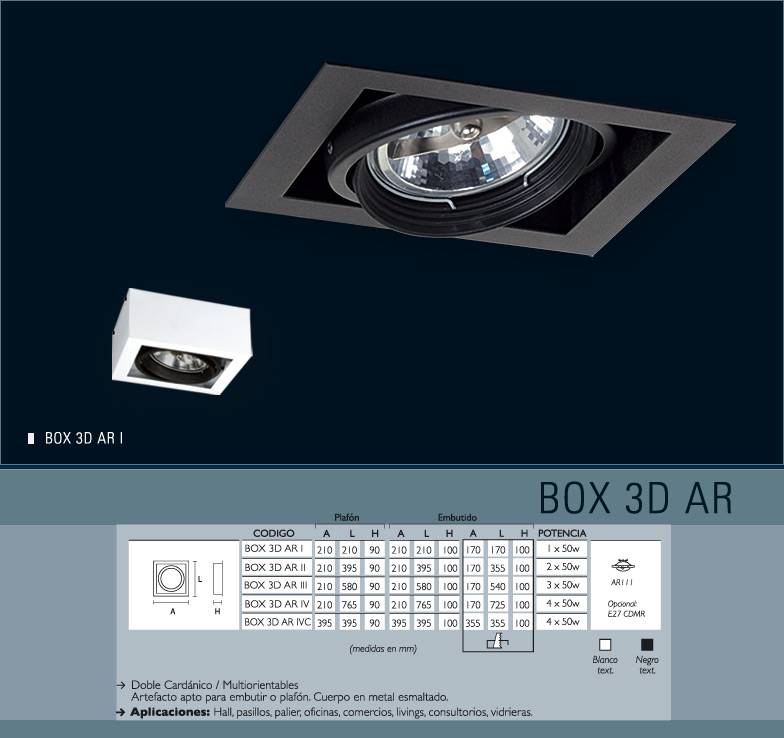 BOX 3D AR I
BOX 3D AR
Plafón Embutido
CODIGO A L H A L H A L H POTENCIA
BOX 3D AR I 210 210 90 210 210 100 170 170 100 1 x 50w
BOX 3D AR II 210 395 90 210 395 100 170 355 100 2 x 50w
BOX 3D AR III 210 580 90 210 580 100 170 540 100 3 x 50w
BOX 3D AR IV 210 765 90 210 765 100 170 725 100 4 x 50w
BOX 3D AR IVC 395 395 90 395 395 100 355 355 100 4 x 50w
L
A H
AR111
Opcional:
E27 CDMR
(medidas en mm)
Blanco text.
Negro text.
→ Doble Cardánico / Multiorientables
Artefacto apto para embutir o plafón. Cuerpo en metal esmaltado.
→ Aplicaciones: Hall, pasillos, palier, oficinas, comercios, livings, consultorios, vidrieras.